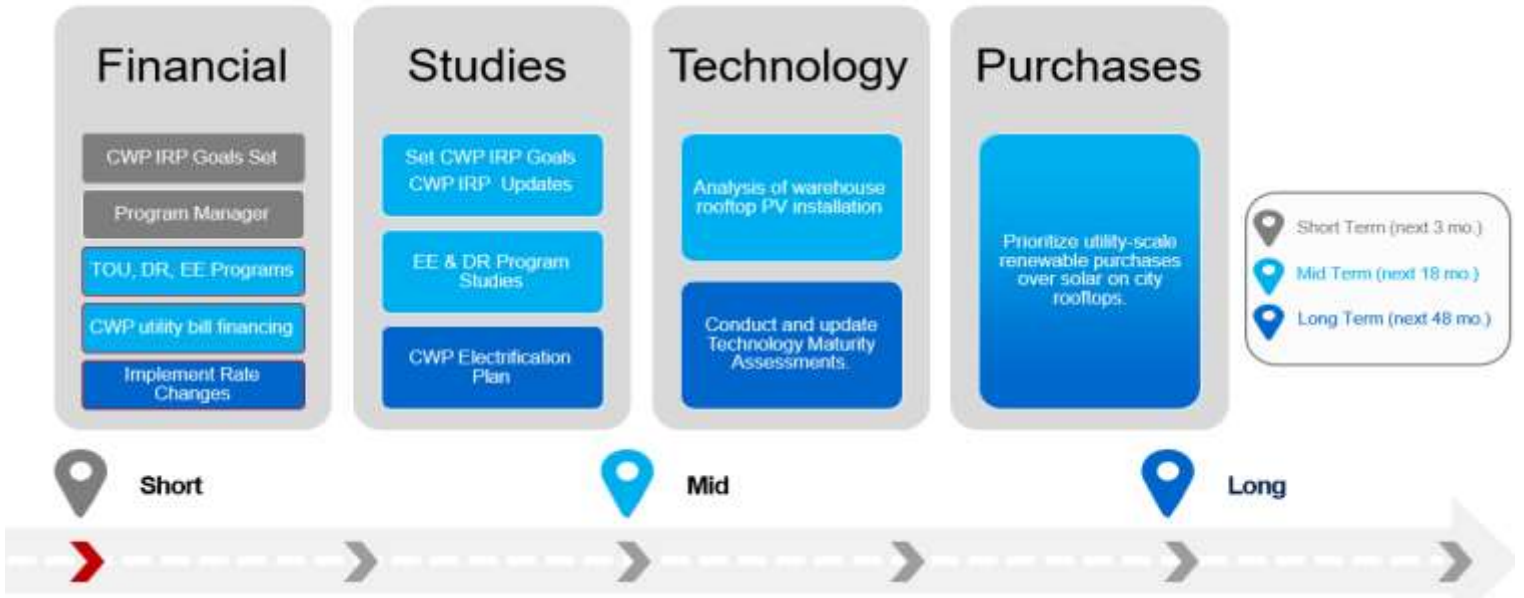 Financial
CWP IRP Goals Set
Program Manager
TOU, DR, EE Programs
CWP utility bill financing
Implement Rate
Changes
Studies
Set CWP IRP Goals
CWP IRP Updates
EE & DR Program
Studies
CWP Electrification
Plan
Technology
Analysis of warehouse
rooftop PV installation
Conduct and update
Technology Maturity
Assessments.
Purchases
Prioritize utility-scale
renewable purchases
over solar on city
rooftops.
Short Term (next 3 mo.)
Mid Term (next 18 mo.)
Long Term (next 48 mo.)
Short
Mid
Long